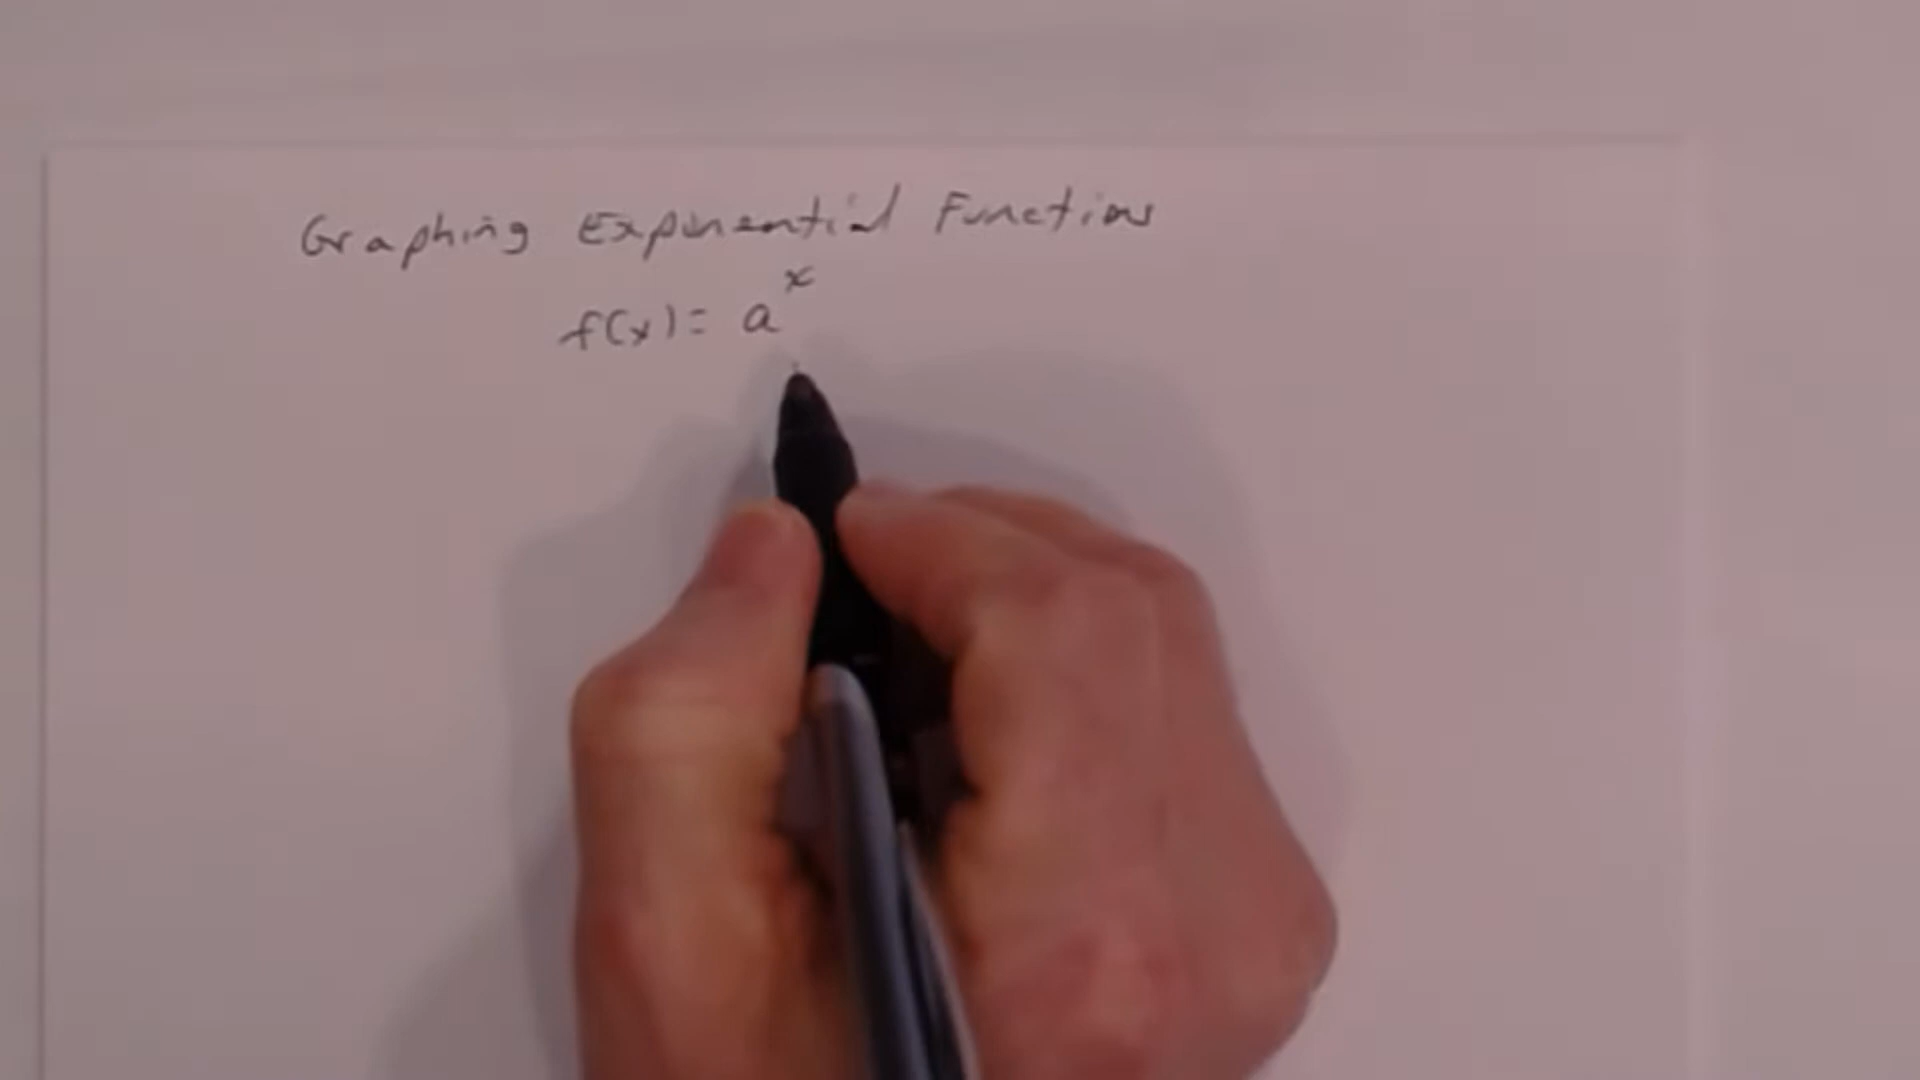 Graphing Exponential Functions
f(x) = a^x